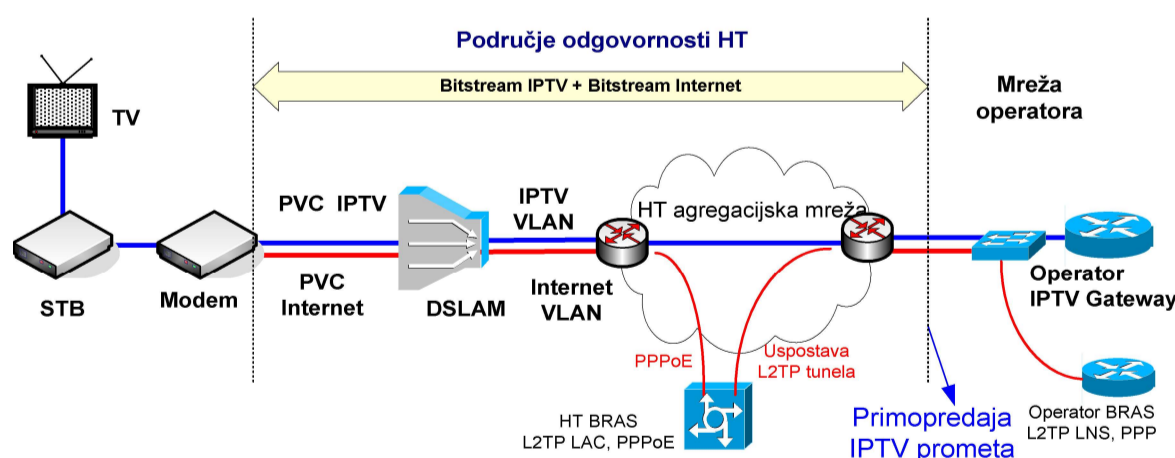 Područje odgovornosti HT
Bitstream IPTV + Bitstream Internet
Mreža
operatora
TV
PVC IPTV
IPTV
VLAN
HT agregacijska mreža
STB
Modem
PVC
Internet
DSLAM
Internet
VLAN
Operator
IPTV Gateway
PPPoE
Uspostava
L2TP tunela
HT BRAS
L2TP LAC, PPPoE
Primopredaja
IPTV prometa
Operator BRAS
L2TP LNS, PPP